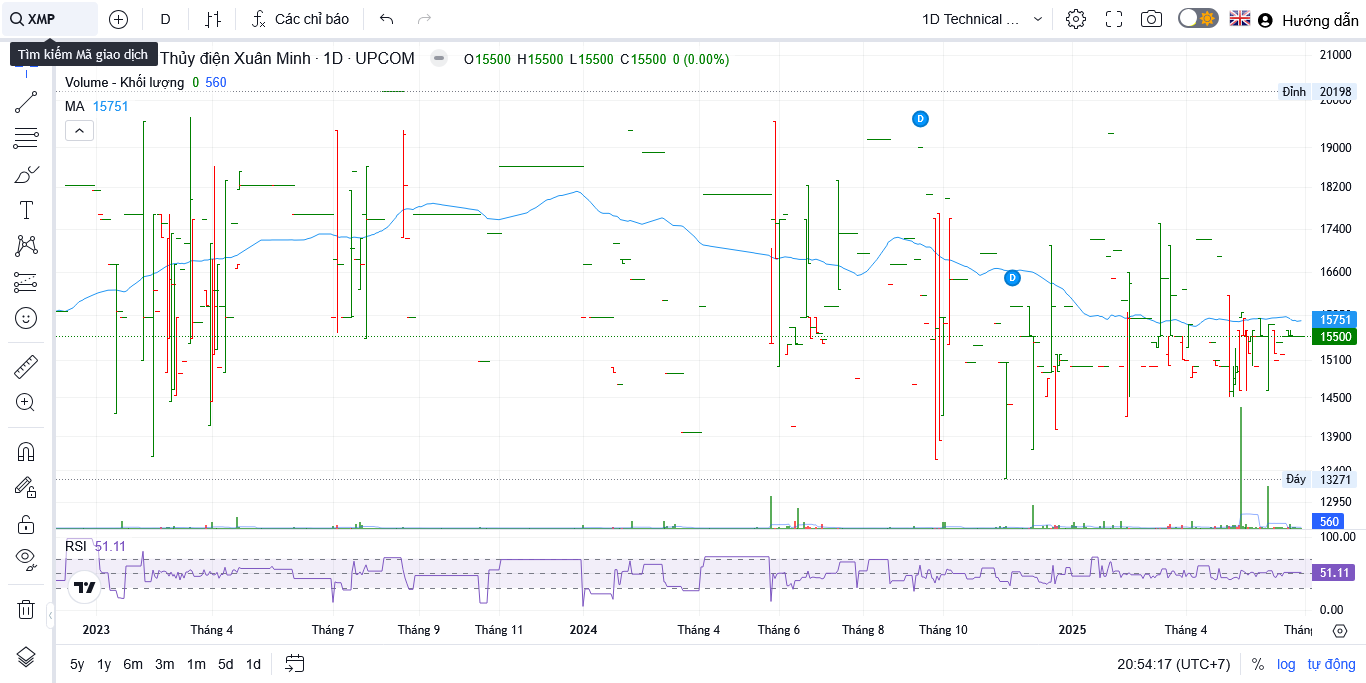 XMP
D
Các chỉ báo
1D Technical ...
Hướng dẫn
Tìm kiếm Mã giao dịch
Thủy điện Xuân Minh · 1D · UPCOM
O15500 H15500 L15500 C15500 0 (0.00%)
Volume - Khối lượng 0 560
MA 15751
D
D
21000
Đỉnh 20198
20000
19000
18200
17400
16600
15751
15500
15100
14500
13900
13400
Đáy 13271
12950
560
RSI 51.11
100.00
51.11
0.00
2023
Tháng 4
Tháng 7
Tháng 9
Tháng 11
2024
Tháng 4
Tháng 6
Tháng 8
Tháng 10
2025
Tháng 4
5y 1y 6m 3m 1m 5d 1d
20:54:17 (UTC+7)
% log tự động